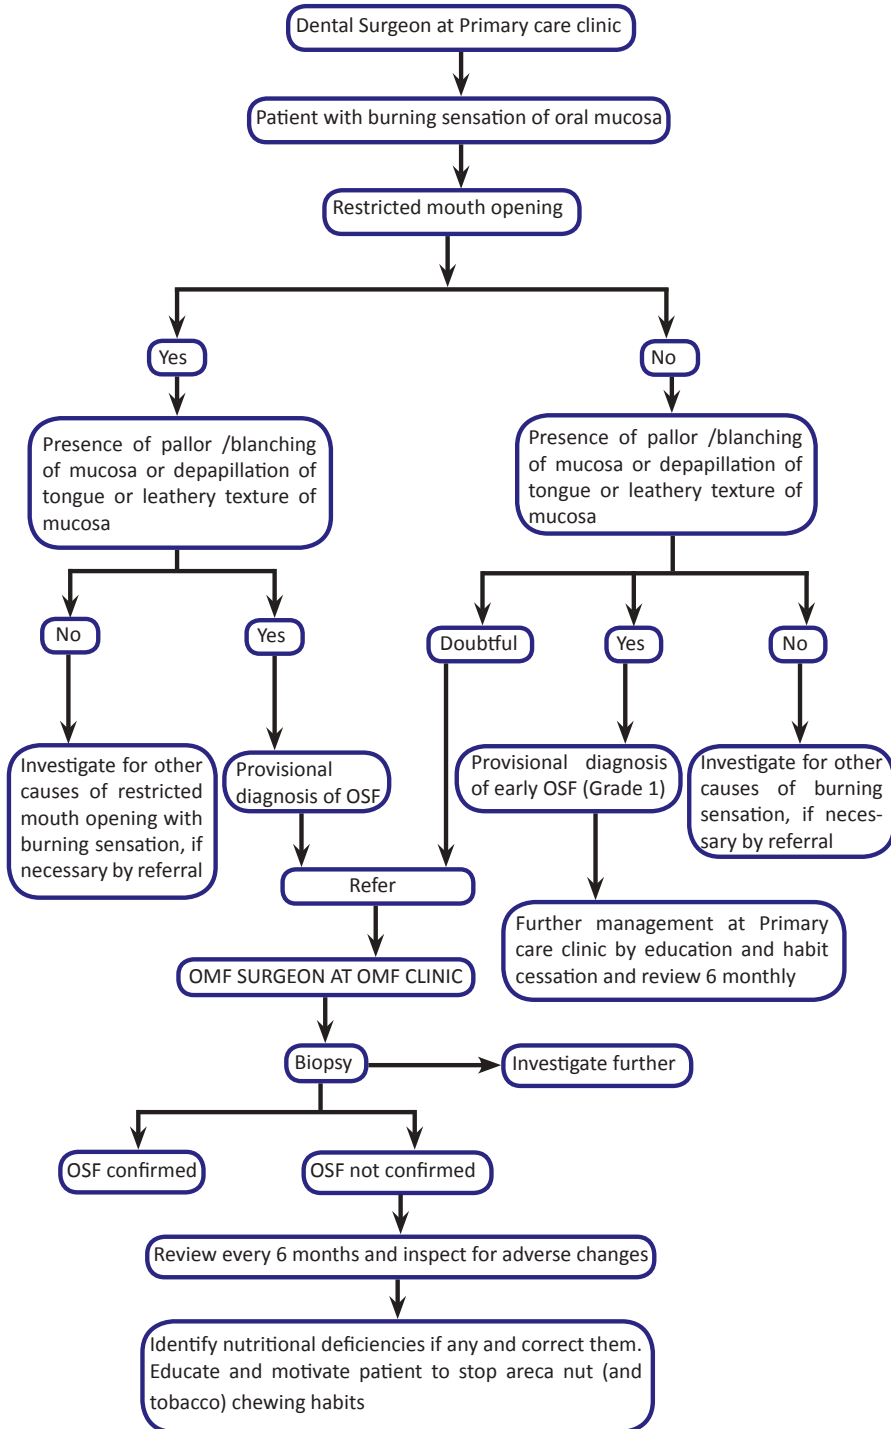 Dental Surgeon at Primary care clinic
Patient with burning sensation of oral mucosa
Restricted mouth opening
Yes
No
Presence of pallor /blanching
of mucosa or depapillation of
tongue or leathery texture of
mucosa
Presence of pallor /blanching
of mucosa or depapillation of
tongue or leathery texture of
mucosa
No
Yes
Doubtful
Yes
No
Investigate for other
causes of restricted
mouth opening with
burning sensation, if
necessary by referral
Provisional
diagnosis of OSF
Provisional diagnosis
of early OSF (Grade 1)
Investigate for other
causes of burning
sensation, if neces-
sary by referral
Refer
Further management at Primary
care clinic by education and habit
cessation and review 6 monthly
OMF SURGEON AT OMF CLINIC
Biopsy
Investigate further
OSF confirmed
OSF not confirmed
Review every 6 months and inspect for adverse changes
Identify nutritional deficiencies if any and correct them.
Educate and motivate patient to stop areca nut (and
tobacco) chewing habits